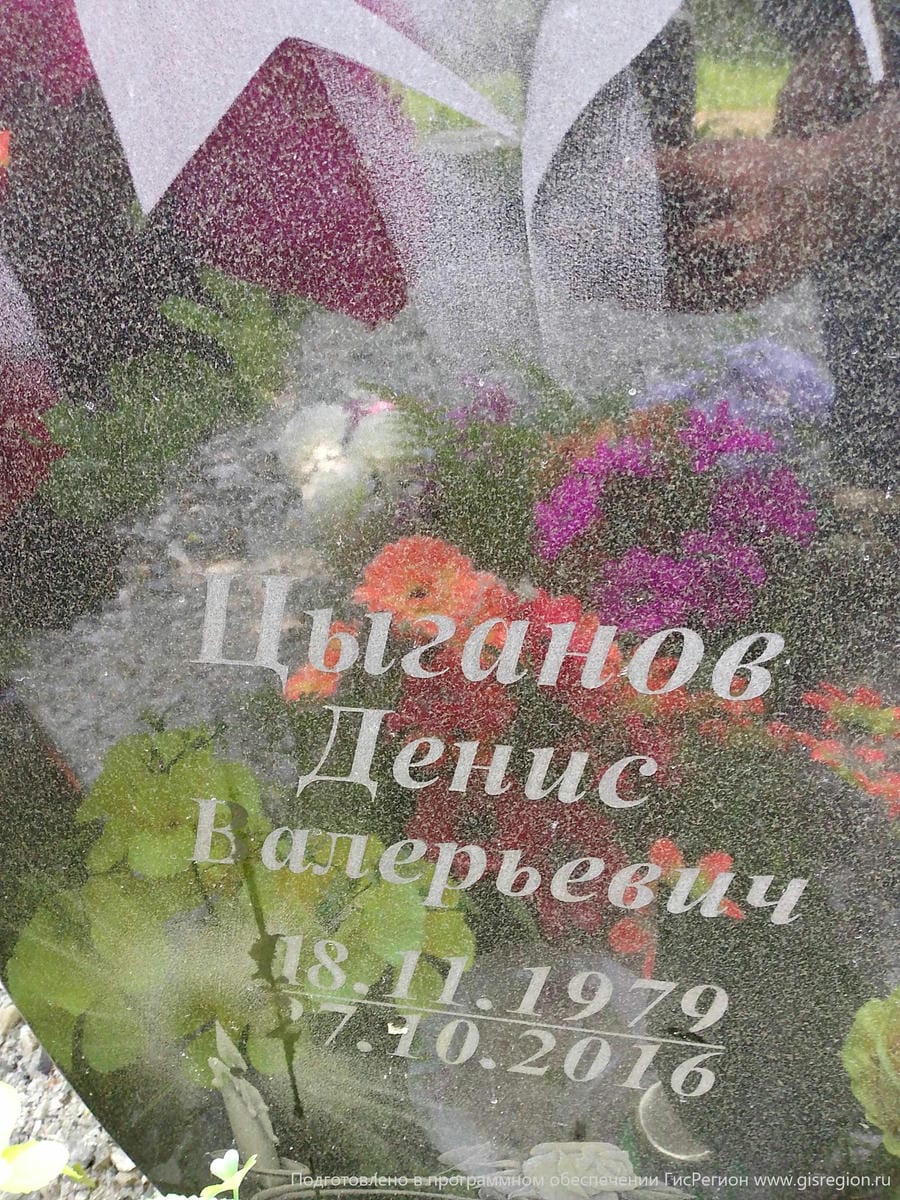 Цыганов
Денис
Валерьевич
18.11.1979
27.10.2016
Подготовлено в программном обеспечении ГисРегион www.gisregion.ru